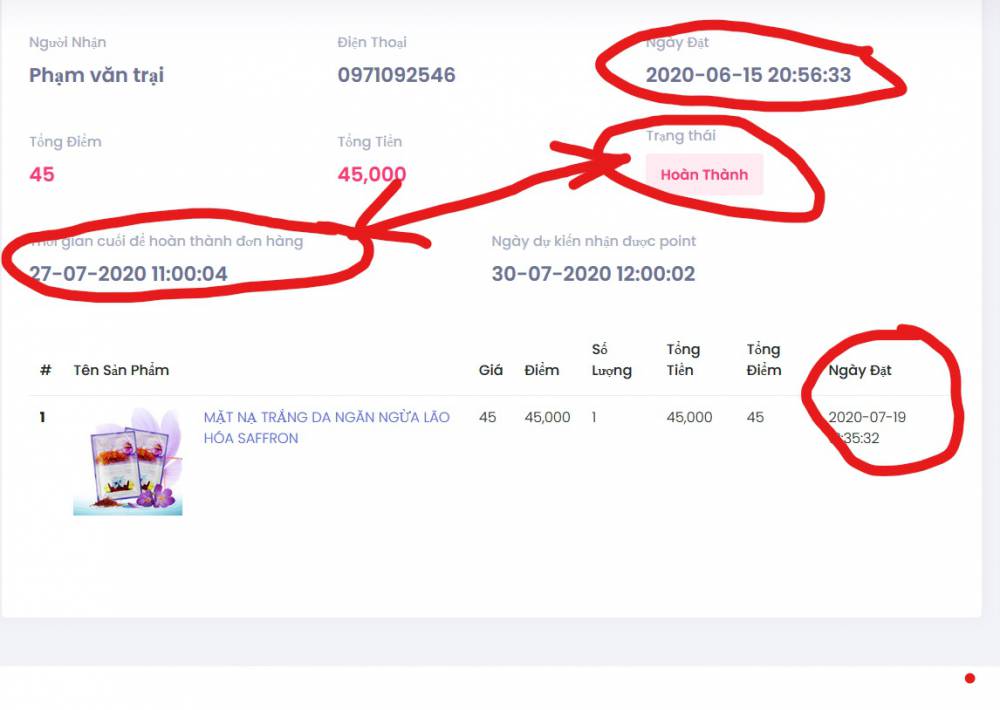 Người Nhận
Điện Thoại
Ngày Đặt
Phạm văn trại
0971092546
2020-06-15 20:56:33
Tổng Điểm
Tổng Tiền
Trạng thái
45
45,000
Hoàn Thành
gian cuối để hoàn thành đơn hàng
Ngày dự kiến nhận được point
27-07-2020 11:00:04
30-07-2020 12:00:02
# Tên Sản Phẩm Giá Điểm Số Lượng Tổng Tiền Tổng Điểm Ngày Đặt
1 MẶT NẠ TRẮNG DA NGĂN NGỪA LÃO 45 45,000 1 45,000 45 2020-07-19
HÓA SAFFRON :35:32